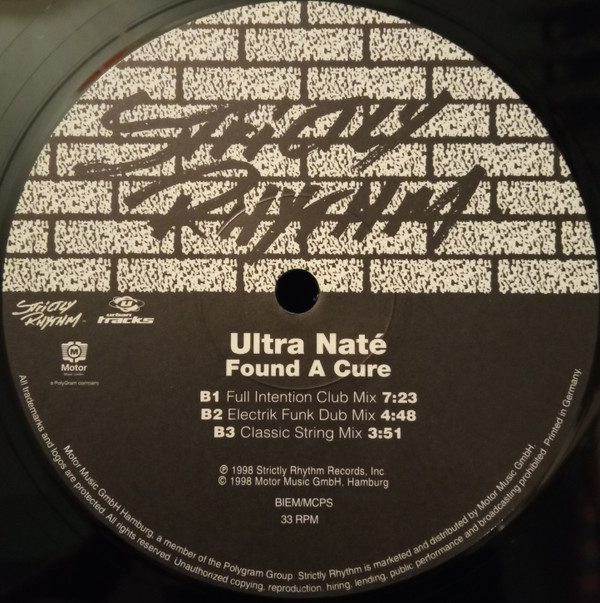 Strictly
Rhythm
Strictly
Rhythm
urban
tracks
Motor
Motor Music
a PolyGram company
Ultra Naté
Found A Cure
B1 Full Intention Club Mix 7:23
B2 Electrik Funk Dub Mix 4:48
B3 Classic String Mix 3:51
℗ 1998 Strictly Rhythm Records, Inc
© 1998 Motor Music GmbH, Hamburg
BIEM/MCPS
33 RPM
Motor Music GmbH Hamburg, a member of the Polygram Group. Strictly Rhythm is marketed and distributed by Motor Music GmbH.
All trademarks and logos are protected. All rights reserved. Unauthorized copying, reproduction, hiring, lending, public performance and broadcasting prohibited. Printed in Germany.